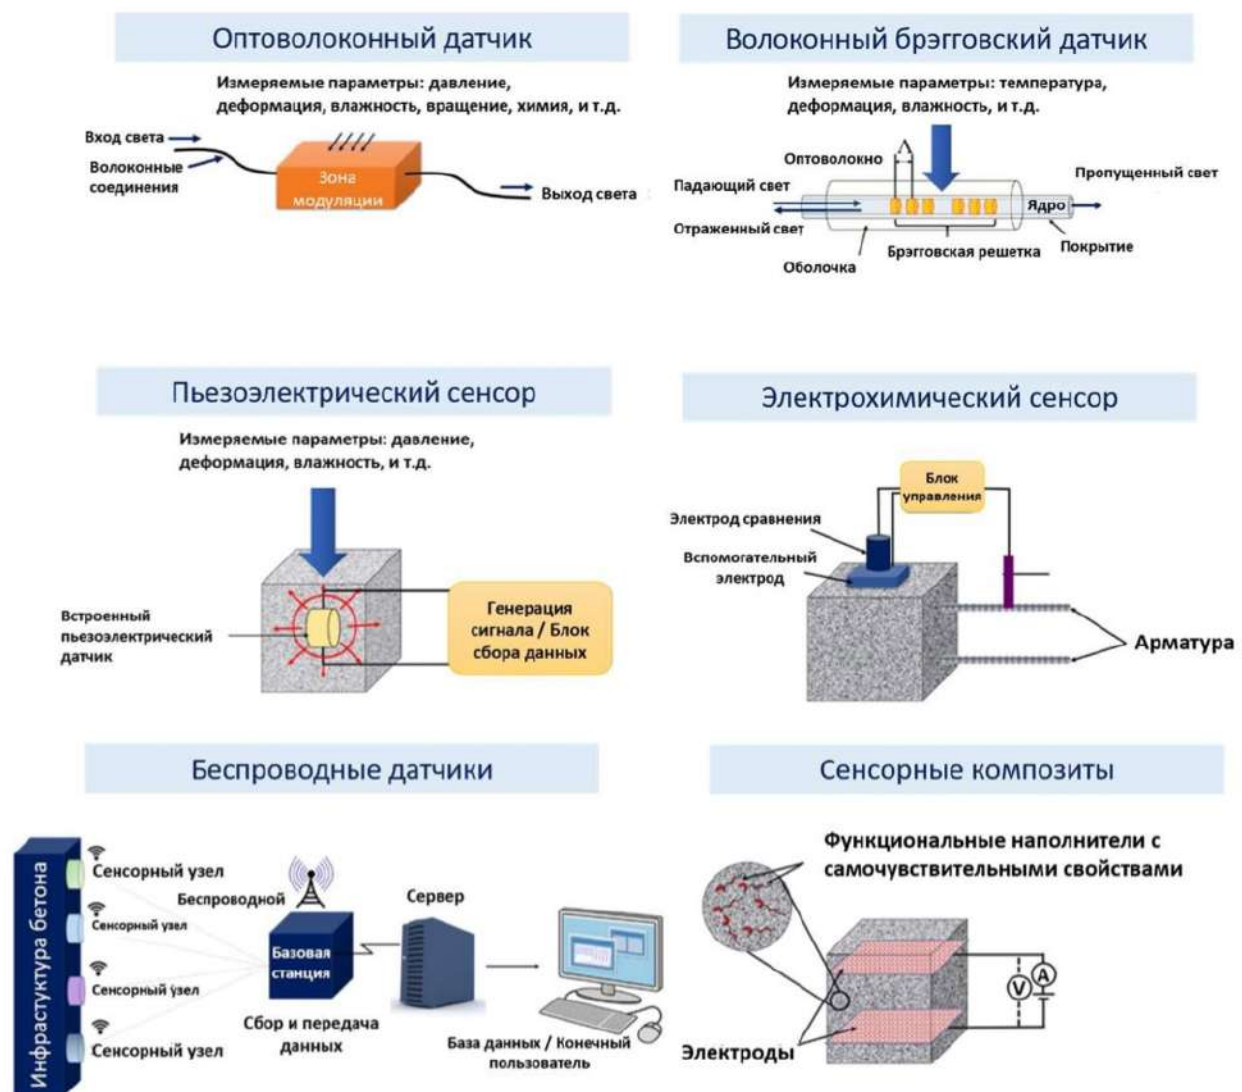 Оптоволоконный датчик
Измеряемые параметры: давление,
деформация, влажность, вращение, химия, и т.д.
Вход света
Волоконные
соединения
Зона
модуляции
Выход света
Волоконный брэгговский датчик
Измеряемые параметры: температура,
деформация, влажность, и т.д.
Оптоволокно
Падающий свет
Пропущенный свет
Ядро
Отраженный свет
Оболочка
Брэгговская решетка
Покрытие
Пьезоэлектрический сенсор
Измеряемые параметры: давление,
деформация, влажность, и т.д.
Встроенный
пьезоэлектрический
датчик
Генерация
сигнала / Блок
сбора данных
Электрохимический сенсор
Блок
управления
Электрод сравнения
Вспомогательный
электрод
Арматура
Беспроводные датчики
Инфрастуктура бетона
Сенсорный узел
Сенсорный узел
Сенсорный узел
Сенсорный узел
Беспроводной
Базовая
станция
Сбор и передача
данных
Сервер
База данных / Конечный
пользователь
Сенсорные композиты
Функциональные наполнители с
самочувствительными свойствами
Электроды
V
A